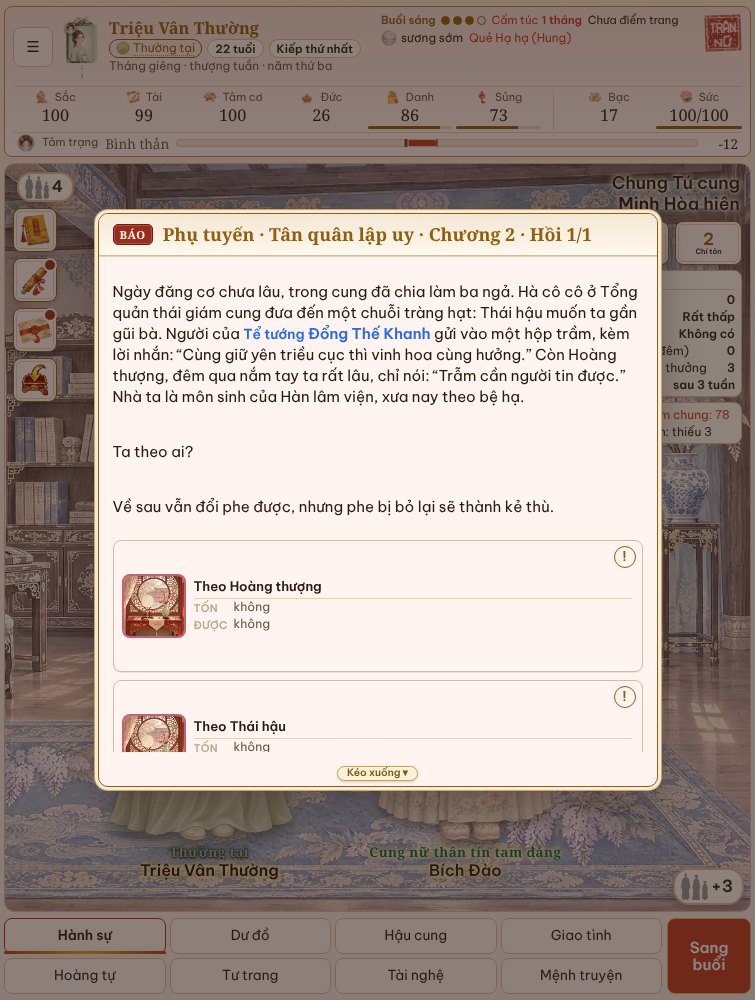 Triệu Vân Thường
Thường tại
22 tuổi
Kiếp thứ nhất
Tháng giêng · thượng tuần · năm thứ ba
Buổi sáng
Cấm túc 1 tháng
Chưa điểm trang
sương sớm
Quẻ Hạ hạ (Hung)
TRẦN NỮ
Sắc
Tài
Tâm cơ
Đức
Danh
Sủng
Bạc
Sức
100
99
100
26
86
73
17
100/100
Tâm trạng
Bình thản
-12
4
Chung Tú cung
Minh Hòa hiên
2
Chí tôn
0
Rất thấp
Không có
đêm) 0
thưởng 3
sau 3 tuần
m chung: 78
thiếu 3
BÁO
Phụ tuyến · Tân quân lập uy · Chương 2 · Hồi 1/1
Ngày đăng cơ chưa lâu, trong cung đã chia làm ba ngả. Hà cô cô ở Tổng
quản thái giám cung đưa đến một chuỗi tràng hạt: Thái hậu muốn ta gần
gũi bà. Người của Tể tướng Đổng Thế Khanh gửi vào một hộp trầm, kèm
lời nhắn: “Cùng giữ yên triều cục thì vinh hoa cùng hưởng.” Còn Hoàng
thượng, đêm qua nắm tay ta rất lâu, chỉ nói: “Trẫm cần người tin được.”
Nhà ta là môn sinh của Hàn lâm viện, xưa nay theo bệ hạ.
Ta theo ai?
Về sau vẫn đổi phe được, nhưng phe bị bỏ lại sẽ thành kẻ thù.
!
Theo Hoàng thượng
TỐN không
ĐƯỢC không
!
Theo Thái hậu
TỐN không
Kéo xuống ▼
Thường tại
Triệu Vân Thường
Cung nữ thân tín tam đẳng
Bích Đào
+3
Hành sự
Dư đồ
Hậu cung
Giao tình
Sang
buổi
Hoàng tự
Tư trang
Tài nghệ
Mệnh truyện